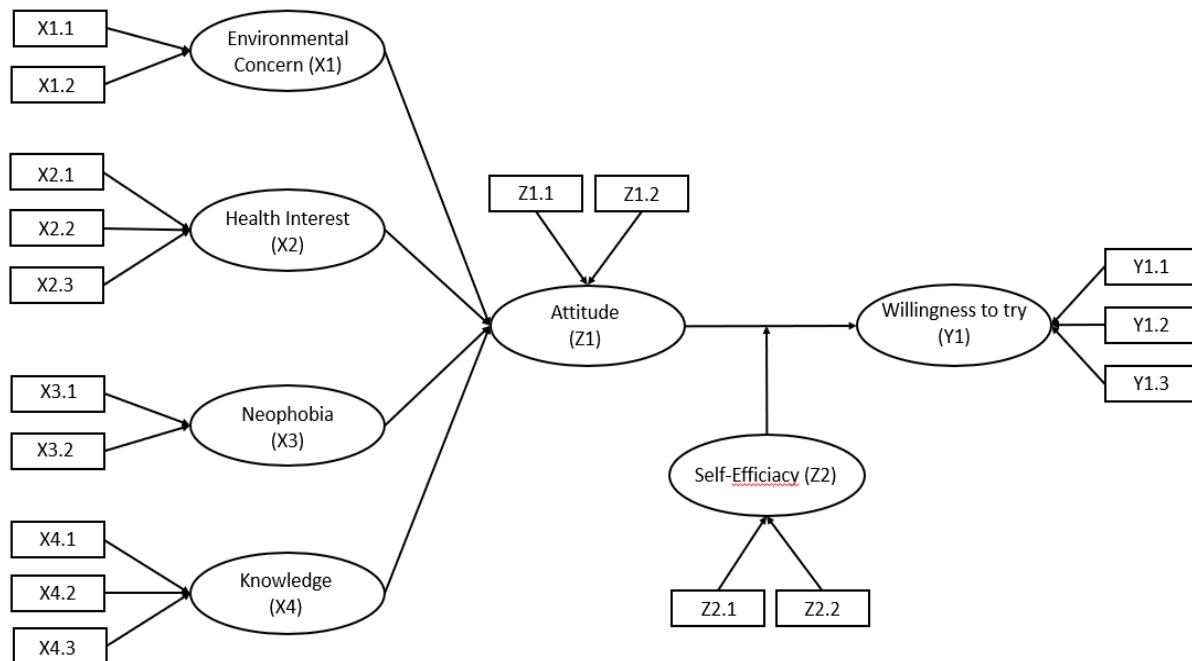 X1.1
X1.2
Environmental
Concern (X1)
X2.1
X2.2
X2.3
Health Interest
(X2)
X3.1
X3.2
Neophobia
(X3)
X4.1
X4.2
X4.3
Knowledge
(X4)
Z1.1
Z1.2
Attitude
(Z1)
Self-Efficiacy (Z2)
Z2.1
Z2.2
Willingness to try
(Y1)
Y1.1
Y1.2
Y1.3